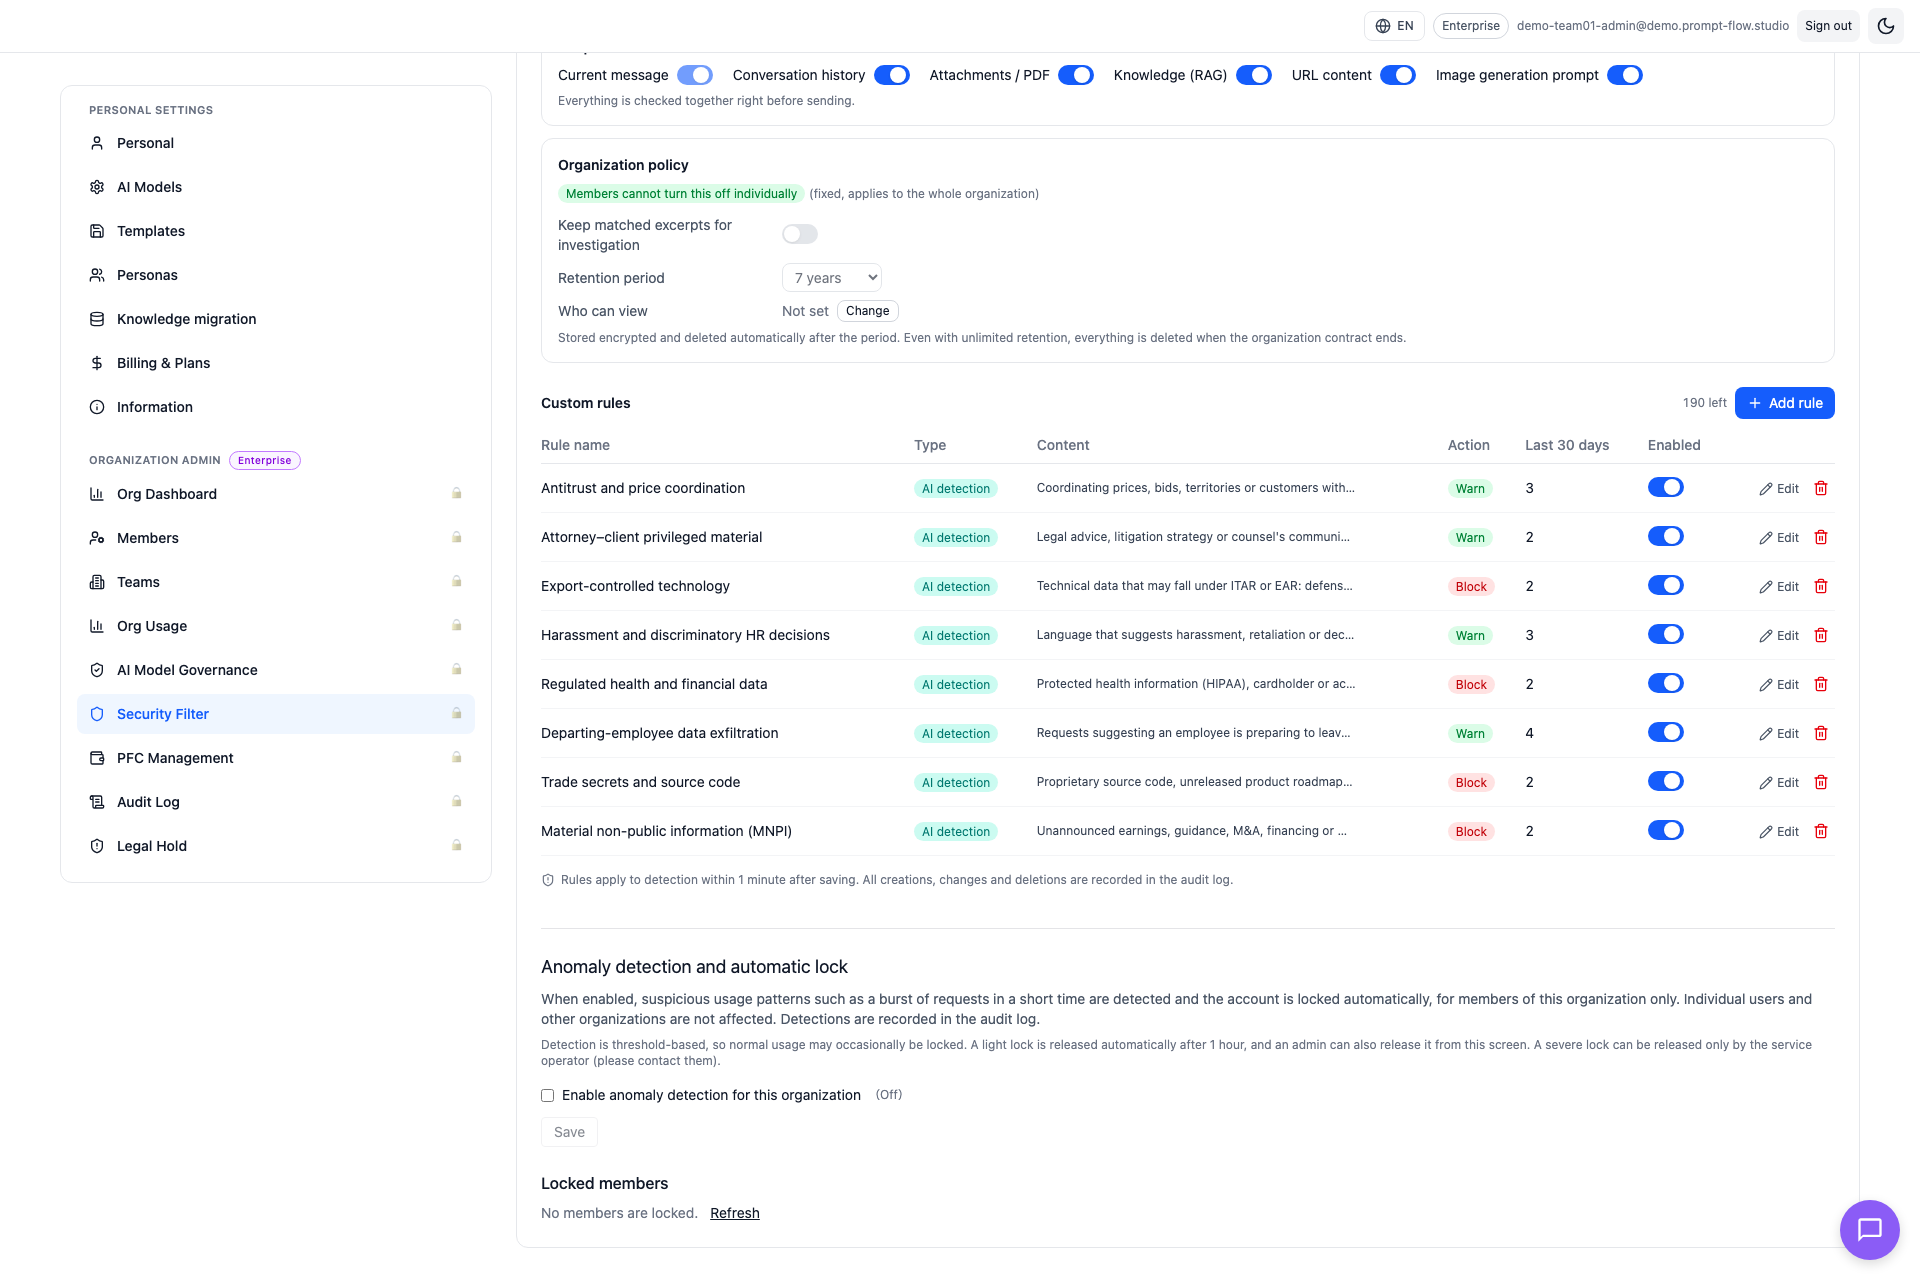 EN
Enterprise
demo-team01-admin@demo.prompt-flow.studio
Sign out
PERSONAL SETTINGS
Personal
AI Models
Templates
Personas
Knowledge migration
Billing & Plans
Information
ORGANIZATION ADMIN Enterprise
Org Dashboard
Members
Teams
Org Usage
AI Model Governance
Security Filter
PFC Management
Audit Log
Legal Hold
Current message Conversation history Attachments / PDF Knowledge (RAG) URL content Image generation prompt
Everything is checked together right before sending.
Organization policy
Members cannot turn this off individually (fixed, applies to the whole organization)
Keep matched excerpts for
investigation
Retention period 7 years
Who can view Not set Change
Stored encrypted and deleted automatically after the period. Even with unlimited retention, everything is deleted when the organization contract ends.
Custom rules 190 left + Add rule
Rule name Type Content Action Last 30 days Enabled
Antitrust and price coordination AI detection Coordinating prices, bids, territories or customers with... Warn 3 Edit
Attorney–client privileged material AI detection Legal advice, litigation strategy or counsel's communi... Warn 2 Edit
Export-controlled technology AI detection Technical data that may fall under ITAR or EAR: defens... Block 2 Edit
Harassment and discriminatory HR decisions AI detection Language that suggests harassment, retaliation or dec... Warn 3 Edit
Regulated health and financial data AI detection Protected health information (HIPAA), cardholder or ac... Block 2 Edit
Departing-employee data exfiltration AI detection Requests suggesting an employee is preparing to leav... Warn 4 Edit
Trade secrets and source code AI detection Proprietary source code, unreleased product roadmap... Block 2 Edit
Material non-public information (MNPI) AI detection Unannounced earnings, guidance, M&A, financing or ... Block 2 Edit
Rules apply to detection within 1 minute after saving. All creations, changes and deletions are recorded in the audit log.
Anomaly detection and automatic lock
When enabled, suspicious usage patterns such as a burst of requests in a short time are detected and the account is locked automatically, for members of this organization only. Individual users and
other organizations are not affected. Detections are recorded in the audit log.
Detection is threshold-based, so normal usage may occasionally be locked. A light lock is released automatically after 1 hour, and an admin can also release it from this screen. A severe lock can be released only by the service
operator (please contact them).
Enable anomaly detection for this organization (Off)
Save
Locked members
No members are locked. Refresh